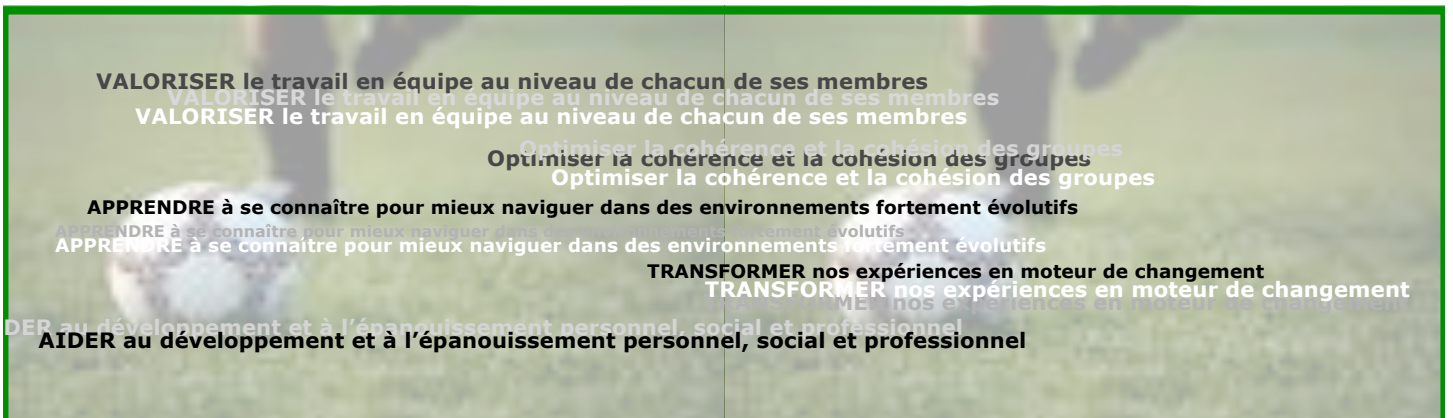 VALORISER le travail en équipe au niveau de chacun de ses membres
VALORISER le travail en équipe au niveau de chacun de ses membres
VALORISER le travail en équipe au niveau de chacun de ses membres
Optimiser la cohérence et la cohésion des groupes
Optimiser la cohérence et la cohésion des groupes
Optimiser la cohérence et la cohésion des groupes
APPRENDRE à se connaître pour mieux naviguer dans des environnements fortement évolutifs
APPRENDRE à se connaître pour mieux naviguer dans des environnements fortement évolutifs
APPRENDRE à se connaître pour mieux naviguer dans des environnements fortement évolutifs
TRANSFORMER nos expériences en moteur de changement
TRANSFORMER nos expériences en moteur de changement
TRANSFORMER nos expériences en moteur de changement
DER au développement et à l’épanouissement personnel, social et professionnel
AIDER au développement et à l’épanouissement personnel, social et professionnel